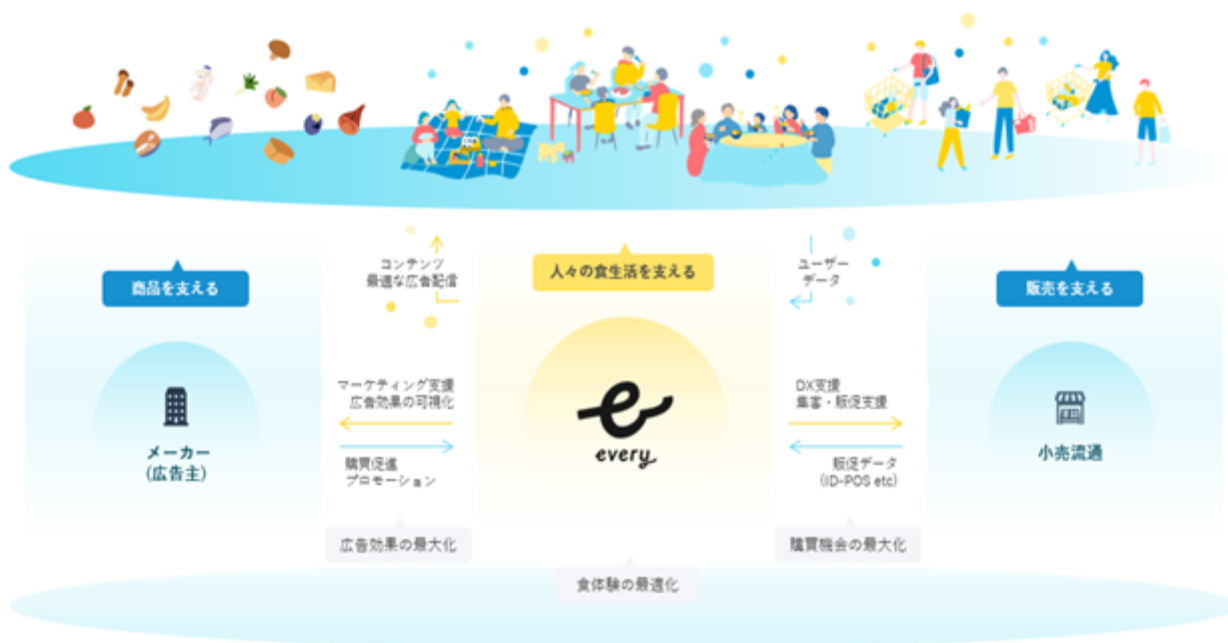 コンテンツ
最適な広告配信
人々の食生活を支える
ユーザー
データ
商品を支える
販売を支える
マーケティング支援
広告効果の可視化
DX支援
集客・販促支援
メーカー
(広告主)
購買促進
プロモーション
every
販促データ
(ID-POS etc)
小売流通
広告効果の最大化
購買機会の最大化
食体験の最適化